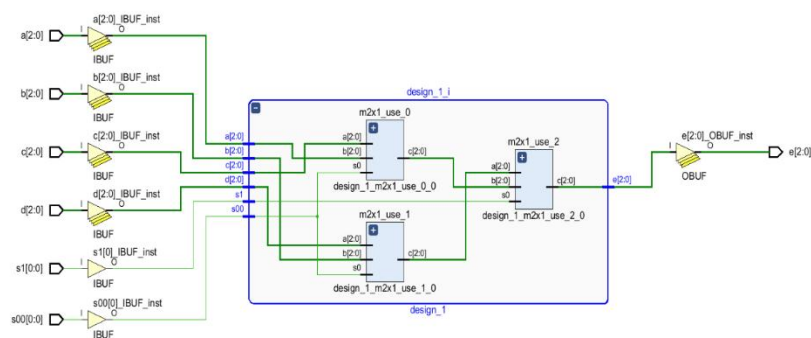 a[2:0]_IBUF_inst
a[2:0]
I
O
IBUF
b[2:0]_IBUF_inst
b[2:0]
I
O
IBUF
c[2:0]_IBUF_inst
c[2:0]
I
O
IBUF
d[2:0]_IBUF_inst
d[2:0]
I
O
IBUF
s1[0]_IBUF_inst
s1[0:0]
I
O
IBUF
s00[0]_IBUF_inst
s00[0:0]
I
O
IBUF
design_1_i
a[2:0]
b[2:0]
c[2:0]
d[2:0]
s1
s00
m2x1_use_0
a[2:0]
b[2:0]
s0
c[2:0]
design_1_m2x1_use_0_0
m2x1_use_1
a[2:0]
b[2:0]
s0
c[2:0]
design_1_m2x1_use_1_0
m2x1_use_2
a[2:0]
b[2:0]
s0
c[2:0]
design_1_m2x1_use_2_0
e[2:0]
design_1
e[2:0]_OBUF_inst
I
O
OBUF
e[2:0]